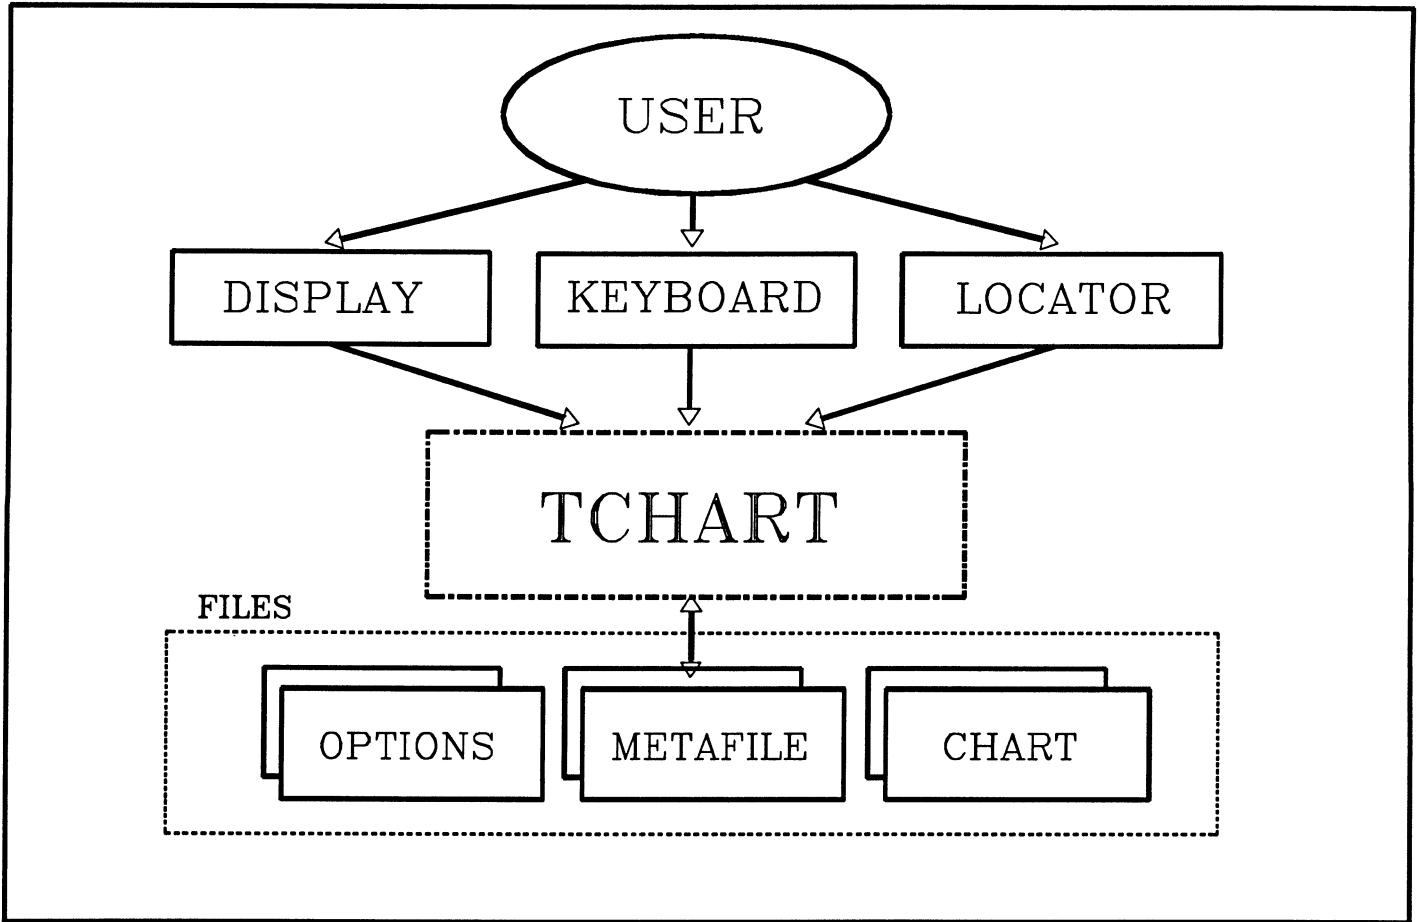 USER
DISPLAY
KEYBOARD
LOCATOR
TCHART
FILES
OPTIONS
METAFILE
CHART